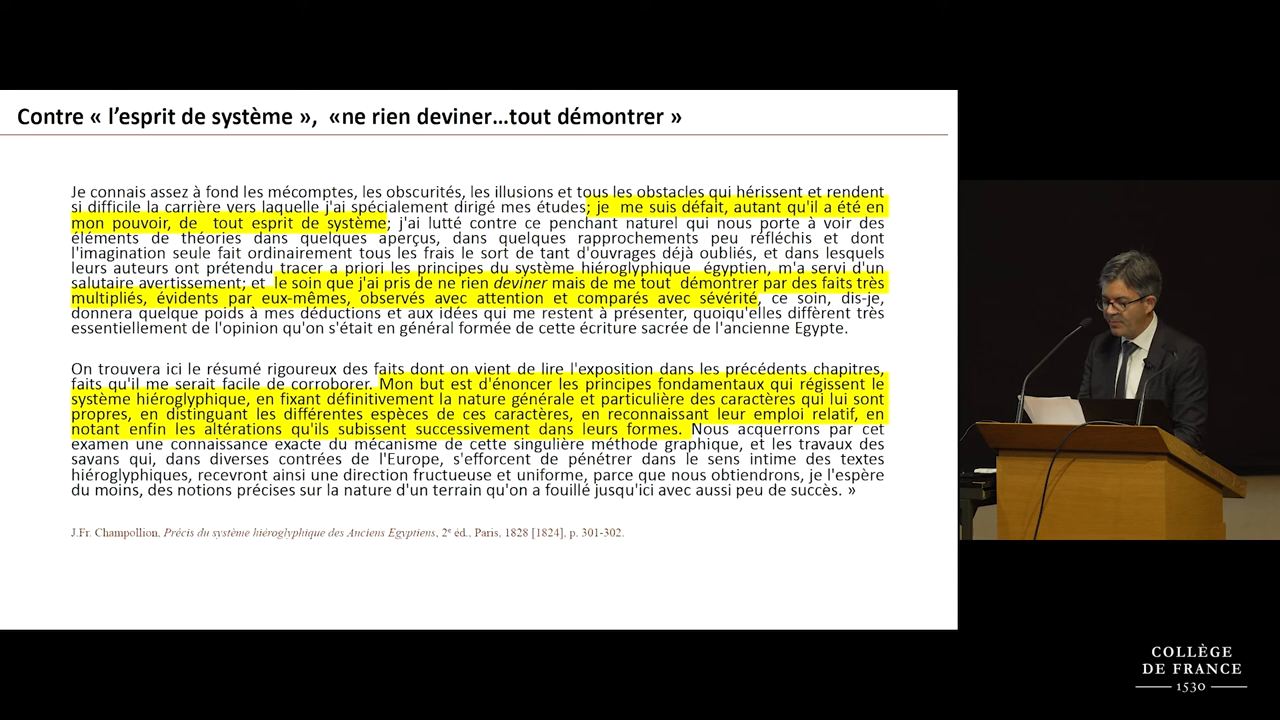 Contre « l’esprit de système », «ne rien deviner...tout démontrer »
Je connais assez à fond les mécomptes, les obscurités, les illusions et tous les obstacles qui hérissent et rendent
si difficile la carrière vers laquelle j'ai spécialement dirigé mes études; je me suis défait, autant qu'il a été en
mon pouvoir, de tout esprit de système; j'ai lutté contre ce penchant naturel qui nous porte à voir des
éléments de théories dans quelques aperçus, dans quelques rapprochements peu réfléchis et dont
l'imagination seule fait ordinairement tous les frais le sort de tant d'ouvrages déjà oubliés, et dans lesquels
leurs auteurs ont prétendu tracer a priori les principes du système hiéroglyphique égyptien, m'a servi d'un
salutaire avertissement; et le soin que j'ai pris de ne rien deviner mais de me tout démontrer par des faits très
multipliés, évidents par eux-mêmes, observés avec attention et comparés avec sévérité, ce soin, dis-je,
donnera quelque poids à mes déductions et aux idées qui me restent à présenter, quoiqu'elles diffèrent très
essentiellement de l'opinion qu'on s'était en général formée de cette écriture sacrée de l'ancienne Egypte.
On trouvera ici le résumé rigoureux des faits dont on vient de lire l'exposition dans les précédents chapitres,
faits qu'il me serait facile de corroborer. Mon but est d'énoncer les principes fondamentaux qui régissent le
système hiéroglyphique, en fixant définitivement la nature générale et particulière des caractères qui lui sont
propres, en distinguant les différentes espèces de ces caractères, en reconnaissant leur emploi relatif, en
notant enfin les altérations qu'ils subissent successivement dans leurs formes. Nous acquerrons par cet
examen une connaissance exacte du mécanisme de cette singulière méthode graphique, et les travaux des
savans qui, dans diverses contrées de l'Europe, s'efforcent de pénétrer dans le sens intime des textes
hiéroglyphiques, recevront ainsi une direction fructueuse et uniforme, parce que nous obtiendrons, je l'espère
du moins, des notions précises sur la nature d'un terrain qu'on a fouillé jusqu'ici avec aussi peu de succès. »
J.Fr. Champollion, Précis du système hiéroglyphique des Anciens Egyptiens, 2e éd., Paris, 1828 [1824], p. 301-302.
COLLÈGE
DE FRANCE
1530